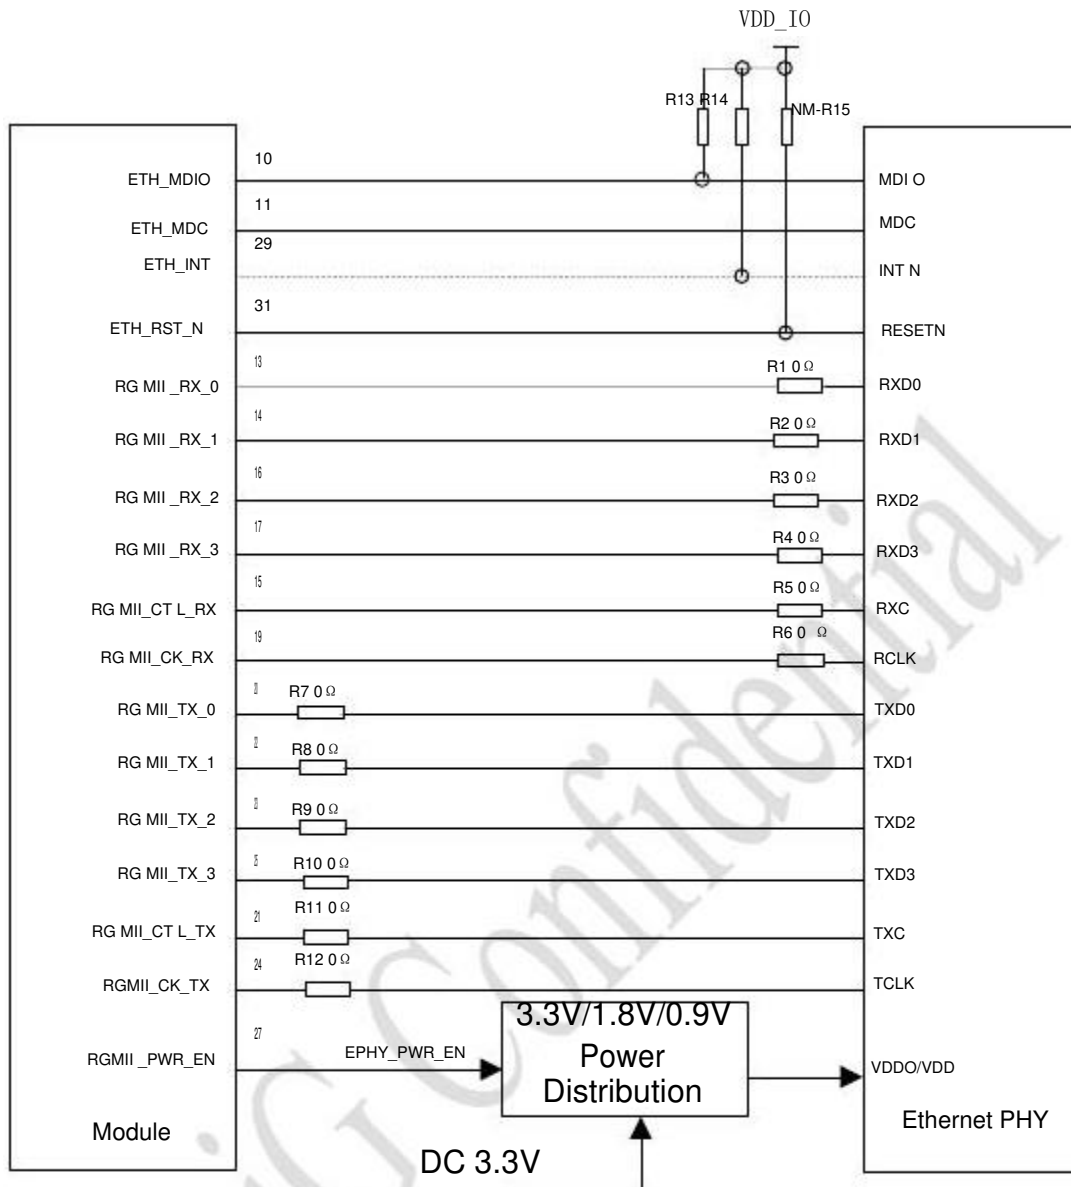 VDD_IO
R13 R14 NM-R15
10
ETH_MDIO MDI O
11
ETH_MDC MDC
29
ETH_INT INT N
31
ETH_RST_N RESETN
13 R1 0Ω
RG MII _RX_0 RXD0
14 R2 0Ω
RG MII _RX_1 RXD1
16 R3 0Ω
RG MII _RX_2 RXD2
17 R4 0Ω
RG MII _RX_3 RXD3
15 R5 0Ω
RG MII_CT L_RX RXC
19 R6 0 Ω
RG MII_CK_RX RCLK
R7 0Ω
RG MII_TX_0 TXD0
R8 0Ω
RG MII_TX_1 TXD1
R9 0Ω
RG MII_TX_2 TXD2
R10 0Ω
RG MII_TX_3 TXD3
21 R11 0Ω
RG MII_CT L_TX TXC
24 R12 0Ω
RGMII_CK_TX TCLK
27
RGMII _PWR_EN EPHY_PWR_EN VDDO/VDD
3.3V/1.8V/0.9V
Power
Distribution
Module
Ethernet PHY
DC 3.3V
Confidential